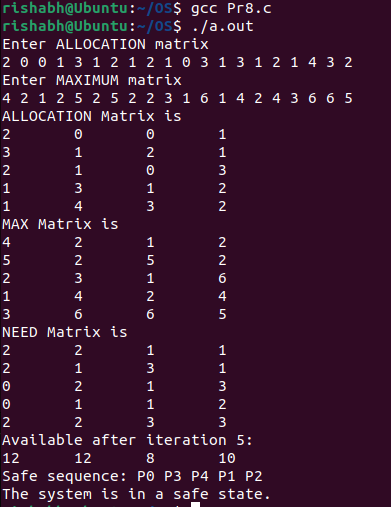 rishabh@Ubuntu:~/OS$ gcc Pr8.c
rishabh@Ubuntu:~/OS$ ./a.out
Enter ALLOCATION matrix
2 0 0 1 3 1 2 1 2 1 0 3 1 3 1 2 1 4 3 2
Enter MAXIMUM matrix
4 2 1 2 5 2 5 2 2 3 1 6 1 4 2 4 3 6 6 5
ALLOCATION Matrix is
2 0 0 1
3 1 2 1
2 1 0 3
1 3 1 2
1 4 3 2
MAX Matrix is
4 2 1 2
5 2 5 2
2 3 1 6
1 4 2 4
3 6 6 5
NEED Matrix is
2 2 1 1
2 1 3 1
0 2 1 3
0 1 1 2
2 2 3 3
Available after iteration 5:
12 12 8 10
Safe sequence: P0 P3 P4 P1 P2
The system is in a safe state.